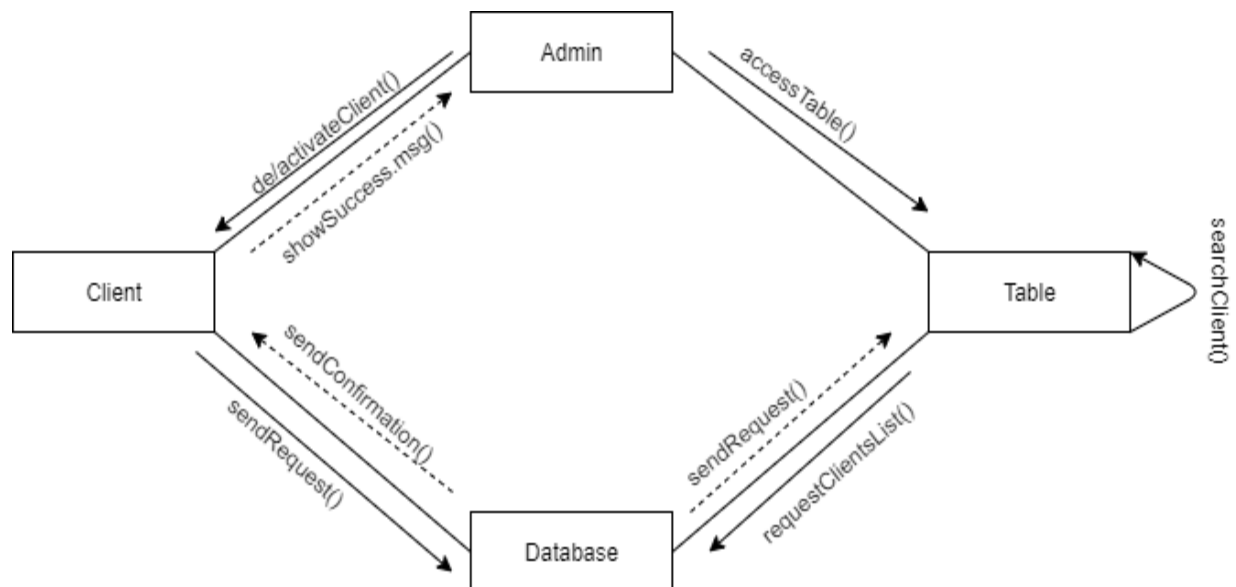 Admin
de/activateClient()
showSuccess.msg()
accessTable()
Client
Table
searchClient()
sendConfirmation()
sendRequest()
sendRequest()
requestClientsList()
Database